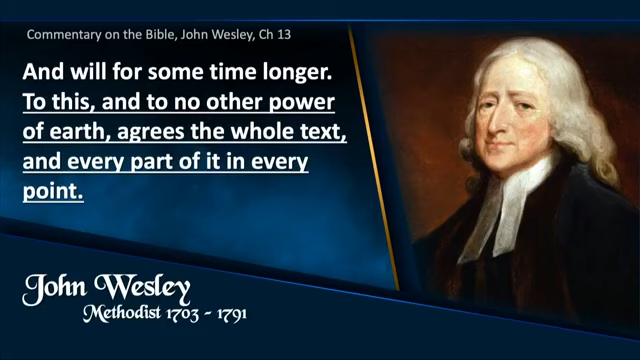 Commentary on the Bible, John Wesley, Ch 13
And will for some time longer.
To this, and to no other power
of earth, agrees the whole text,
and every part of it in every
point.
John Wesley
Methodist 1703 - 1791